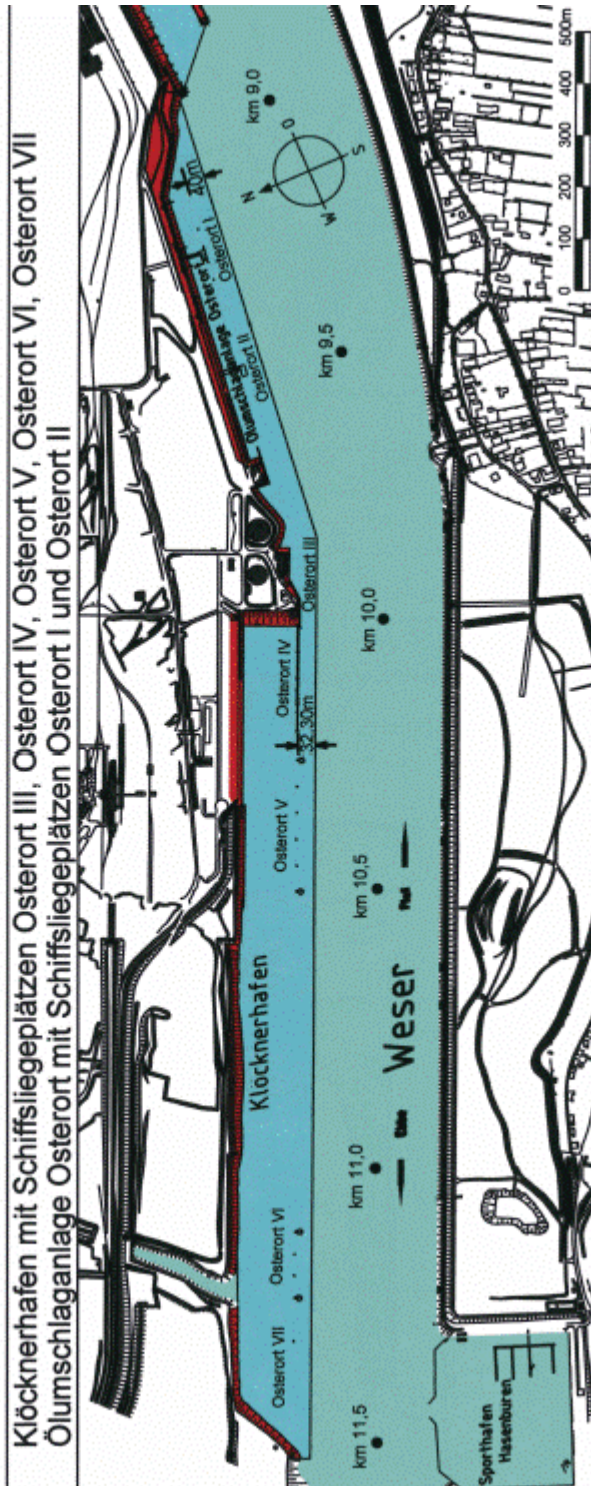 Klöcknerhafen mit Schiffsliegeplätzen Osterort III, Osterort IV, Osterort V, Osterort VI, Osterort VII
Ölumschlaganlage Osterort mit Schiffsliegeplätzen Osterort I und Osterort II
km 11,5
km 11,0
km 10,5
km 10,0
km 9,5
km 9,0
Osterort VII
Osterort VI
Klöcknerhafen
Osterort V
Osterort IV
32,30m
Osterort III
Osterort II
Osterort I
Ölumschlaganlage Osterort
40m
Ebbe
Weser
Flut
N
O
S
W
Sporthafen
Hasenbüren
0 100 200 300 400 500m